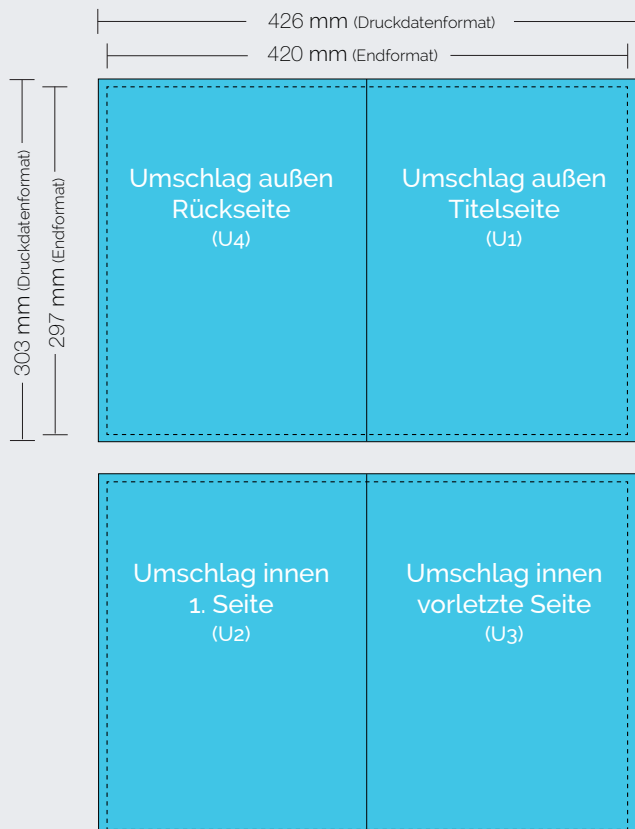 426 mm (Druckdatenformat)
420 mm (Endformat)
303 mm (Druckdatenformat)
297 mm (Endformat)
Umschlag außen
Rückseite
(U4)
Umschlag außen
Titelseite
(U1)
Umschlag innen
1. Seite
(U2)
Umschlag innen
vorletzte Seite
(U3)